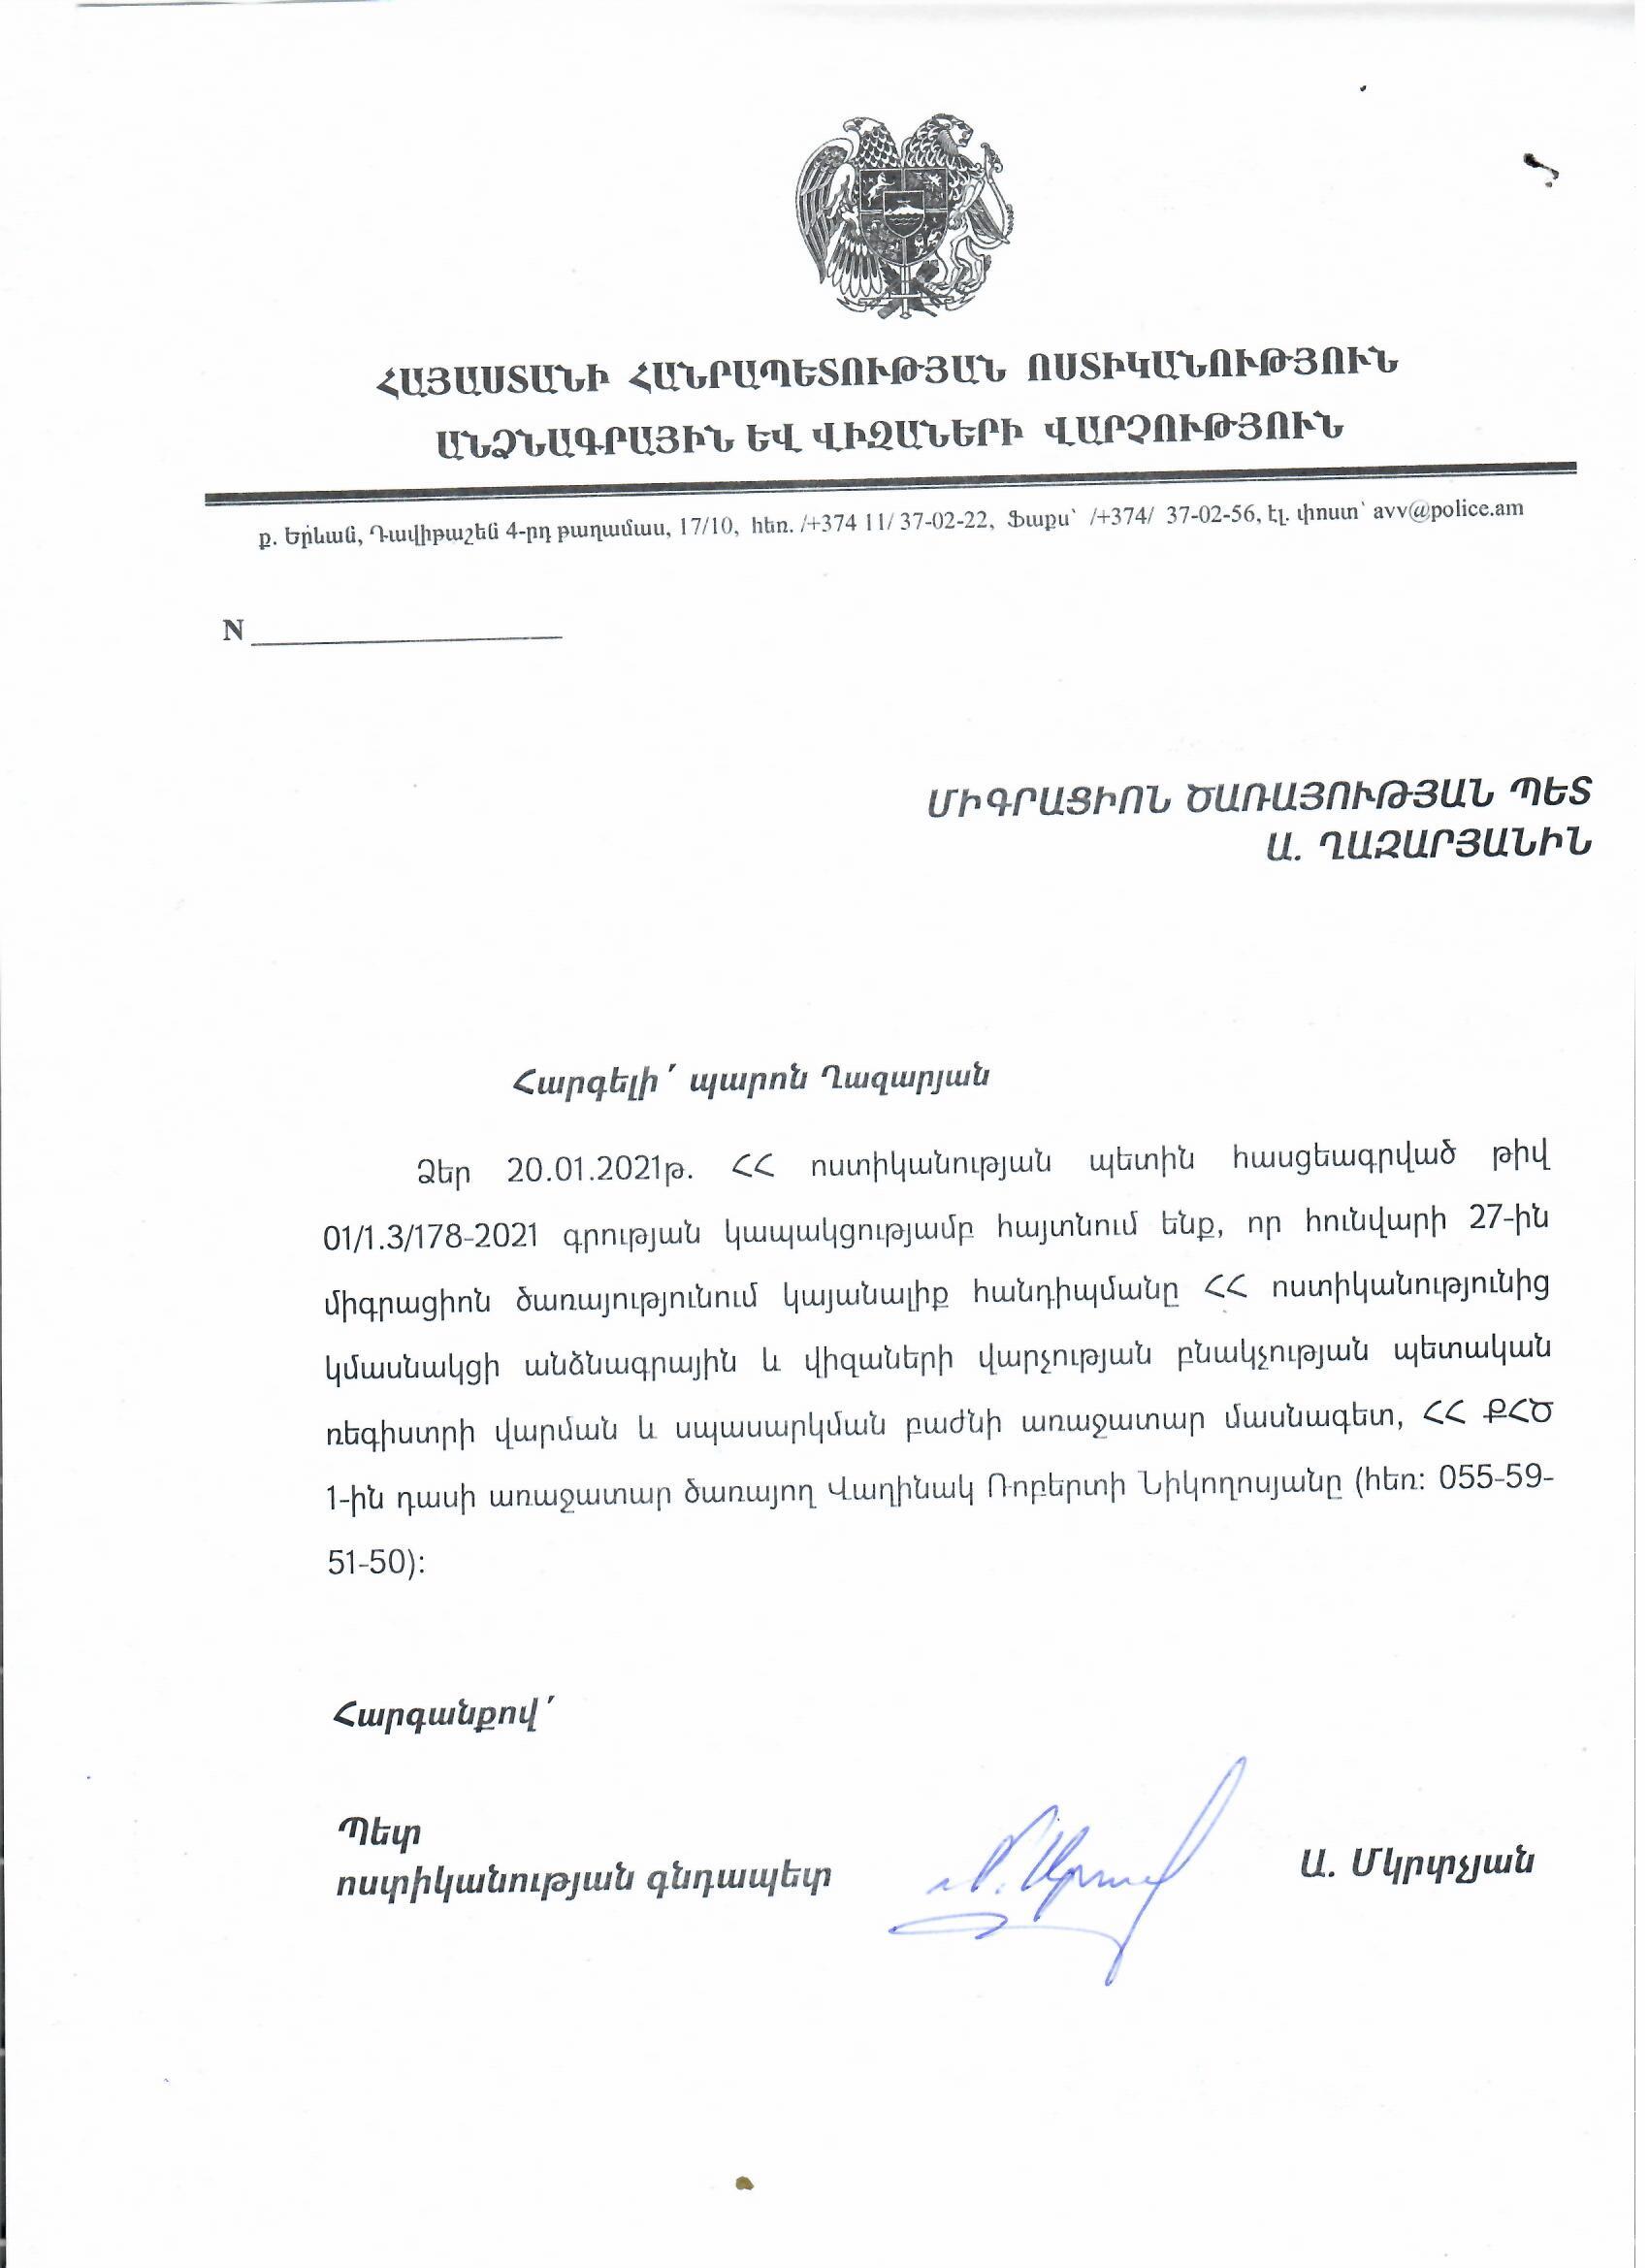 ՀԱՅԱՍՏԱՆԻ ՀԱՆՐԱՊԵՏՈՒԹՅԱՆ ՈՍՏԻԿԱՆՈՒԹՅՈՒՆ
ԱՆՁՆԱԳՐԱՅԻՆ ԵՎ ՎԻԶԱՆԵՐԻ ՎԱՐՉՈՒԹՅՈՒՆ
ք. Երևան, Դավիթաշեն 4-րդ թաղամաս, 17/10, հեռ. /+374 11/ 37-02-22, Ֆաքս՝ /+374/ 37-02-56, էլ. փոստ՝ avv@police.am
N
ՄԻԳՐԱՑԻՈՆ ԾԱՌԱՅՈՒԹՅԱՆ ՊԵՏ
Ա. ՂԱԶԱՐՅԱՆԻՆ
Հարգելի՛ պարոն Ղազարյան
Ձեր 20.01.2021թ. ՀՀ ոստիկանության պետին հասցեագրված թիվ
01/1.3/178-2021 գրության կապակցությամբ հայտնում ենք, որ հունվարի 27-ին
միգրացիոն ծառայությունում կայանալիք հանդիպմանը ՀՀ ոստիկանությունից
կմասնակցի անձնագրային և վիզաների վարչության բնակչության պետական
ռեգիստրի վարման և սպասարկման բաժնի առաջատար մասնագետ, ՀՀ ՔՀԾ
1-ին դասի առաջատար ծառայող Վաղինակ Ռոբերտի Նիկողոսյանը (հեռ: 055-59-
51-50):
Հարգանքով՛
Պետ
ոստիկանության գնդապետ Ա. Մկրտչյան